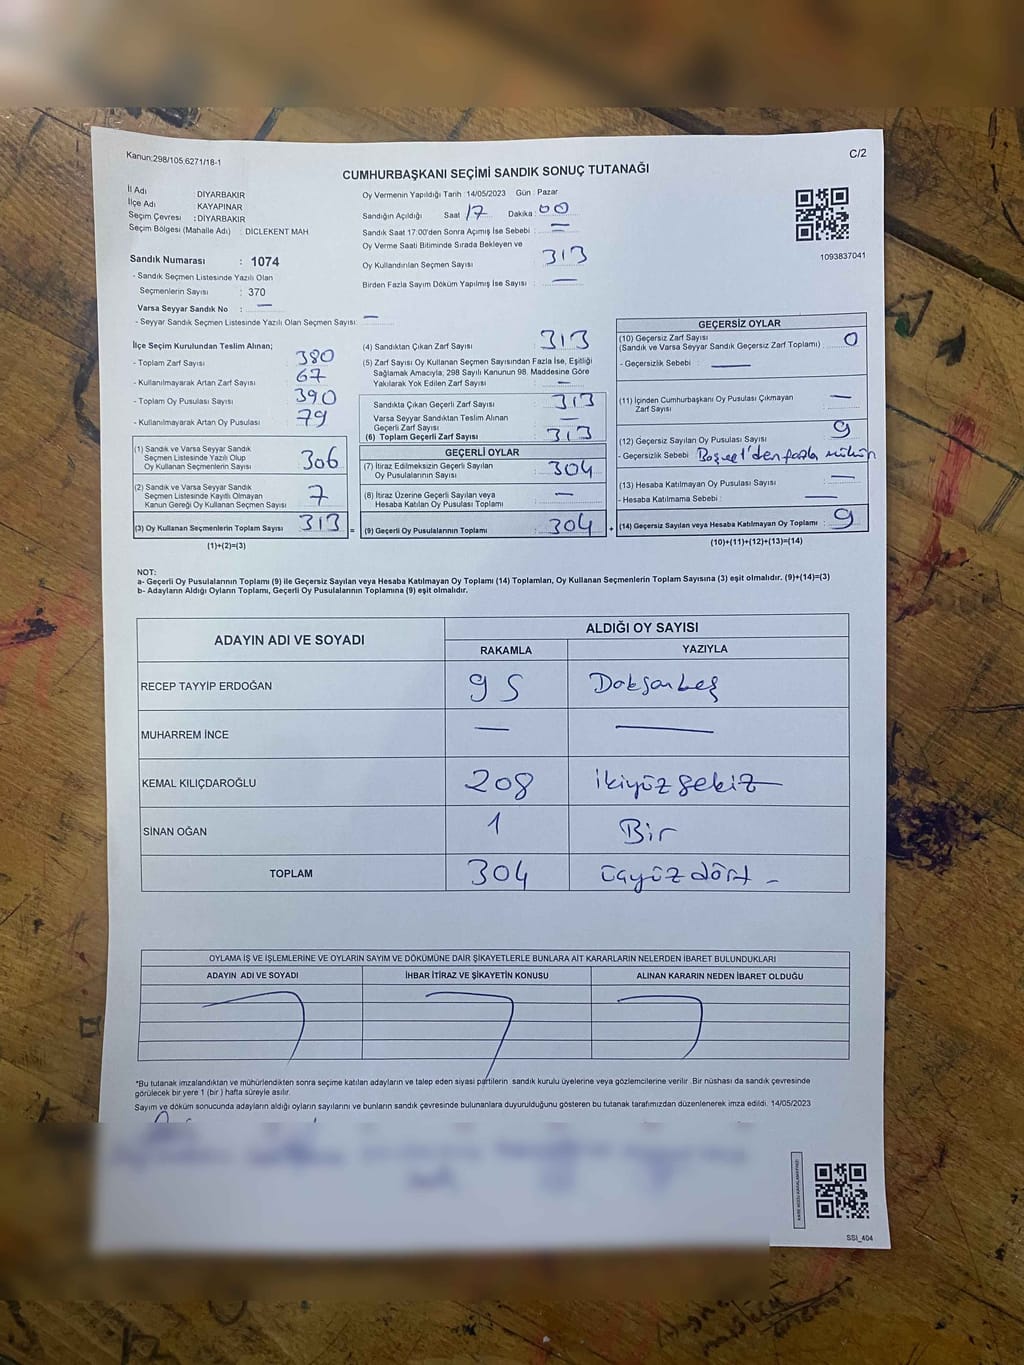 Kanun:298/105,6271/18-1
C/2
CUMHURBAŞKANI SEÇİMİ SANDIK SONUÇ TUTANAĞI
İl Adı DİYARBAKIR
İlçe Adı : KAYAPINAR
Seçim Çevresi : DİYARBAKIR
Seçim Bölgesi (Mahalle Adı) : DİCLEKENT MAH
Sandık Numarası : 1074
- Sandık Seçmen Listesinde Yazılı Olan
Seçmenlerin Sayısı : 370
Varsa Seyyar Sandık No : —
- Seyyar Sandık Seçmen Listesinde Yazılı Olan Seçmen Sayısı: —
Oy Vermenin Yapıldığı Tarih :14/05/2023 Gün : Pazar
Sandığın Açıldığı Saat 17 Dakika : 00
Sandık Saat 17:00'den Sonra Açımış İse Sebebi : —
Oy Verme Saati Bitiminde Sırada Bekleyen ve
Oy Kullandırılan Seçmen Sayısı : 313
Birden Fazla Sayım Döküm Yapılmış İse Sayısı : —
1093837041
İlçe Seçim Kurulundan Teslim Alınan;
- Toplam Zarf Sayısı : 380
- Kullanılmayarak Artan Zarf Sayısı : 67
- Toplam Oy Pusulası Sayısı : 390
- Kullanılmayarak Artan Oy Pusulası : 79
(1) Sandık ve Varsa Seyyar Sandık
Seçmen Listesinde Yazılı Olup
Oy Kullanan Seçmenlerin Sayısı : 306
(2) Sandık ve Varsa Seyyar Sandık
Seçmen Listesinde Kayıtlı Olmayan
Kanun Gereği Oy Kullanan Seçmen Sayısı : 7
(3) Oy Kullanan Seçmenlerin Toplam Sayısı : 313 =
(1)+(2)=(3)
(4) Sandıktan Çıkan Zarf Sayısı : 313
(5) Zarf Sayısı Oy Kullanan Seçmen Sayısından Fazla İse, Eşitliği
Sağlamak Amacıyla; 298 Sayılı Kanunun 98. Maddesine Göre
Yakılarak Yok Edilen Zarf Sayısı : —
Sandıkta Çıkan Geçerli Zarf Sayısı : 313
Varsa Seyyar Sandıktan Teslim Alınan
Geçerli Zarf Sayısı : —
(6) Toplam Geçerli Zarf Sayısı : 313
GEÇERLİ OYLAR
(7) İtiraz Edilmeksizin Geçerli Sayılan
Oy Pusulalarının Sayısı : 304
(8) İtiraz Üzerine Geçerli Sayılan veya
Hesaba Katılan Oy Pusulası Toplamı : —
(9) Geçerli Oy Pusulalarının Toplamı : 304 +
GEÇERSİZ OYLAR
(10) Geçersiz Zarf Sayısı
(Sandık ve Varsa Seyyar Sandık Geçersiz Zarf Toplamı) : 0
- Geçersizlik Sebebi : —
(11) İçinden Cumhurbaşkanı Oy Pusulası Çıkmayan
Zarf Sayısı : —
(12) Geçersiz Sayılan Oy Pusulası Sayısı : 9
- Geçersizlik Sebebi 'den fazla mühür
(13) Hesaba Katılmayan Oy Pusulası Sayısı : —
- Hesaba Katılmama Sebebi : —
(14) Geçersiz Sayılan veya Hesaba Katılmayan Oy Toplamı : 9
(10)+(11)+(12)+(13)=(14)
NOT:
a- Geçerli Oy Pusulalarının Toplamı (9) ile Geçersiz Sayılan veya Hesaba Katılmayan Oy Toplamı (14) Toplamları, Oy Kullanan Seçmenlerin Toplam Sayısına (3) eşit olmalıdır. (9)+(14)=(3)
b- Adayların Aldığı Oyların Toplamı, Geçerli Oy Pusulalarının Toplamına (9) eşit olmalıdır.
ADAYIN ADI VE SOYADI ALDIĞI OY SAYISI
RAKAMLA YAZIYLA
RECEP TAYYİP ERDOĞAN 95 Doksanbeş
MUHARREM İNCE — —
KEMAL KILIÇDAROĞLU 208 ikiyüzsekiz
SİNAN OĞAN 1 Bir
TOPLAM 304 üçyüzdört -
OYLAMA İŞ VE İŞLEMLERİNE VE OYLARIN SAYIM VE DÖKÜMÜNE DAİR ŞİKAYETLERLE BUNLARA AİT KARARLARIN NELERDEN İBARET BULUNDUKLARI
ADAYIN ADI VE SOYADI İHBAR İTİRAZ VE ŞİKAYETİN KONUSU ALINAN KARARIN NEDEN İBARET OLDUĞU
*Bu tutanak imzalandıktan ve mühürlendikten sonra seçime katılan adayların ve talep eden siyasi partilerin sandık kurulu üyelerine veya gözlemcilerine verilir .Bir nüshası da sandık çevresinde
görülecek bir yere 1 (bir ) hafta süreyle asılır.
Sayım ve döküm sonucunda adayların aldığı oyların sayılarını ve bunların sandık çevresinde bulunanlara duyurulduğunu gösteren bu tutanak tarafımızdan düzenlenerek imza edildi. 14/05/2023
SSI_404